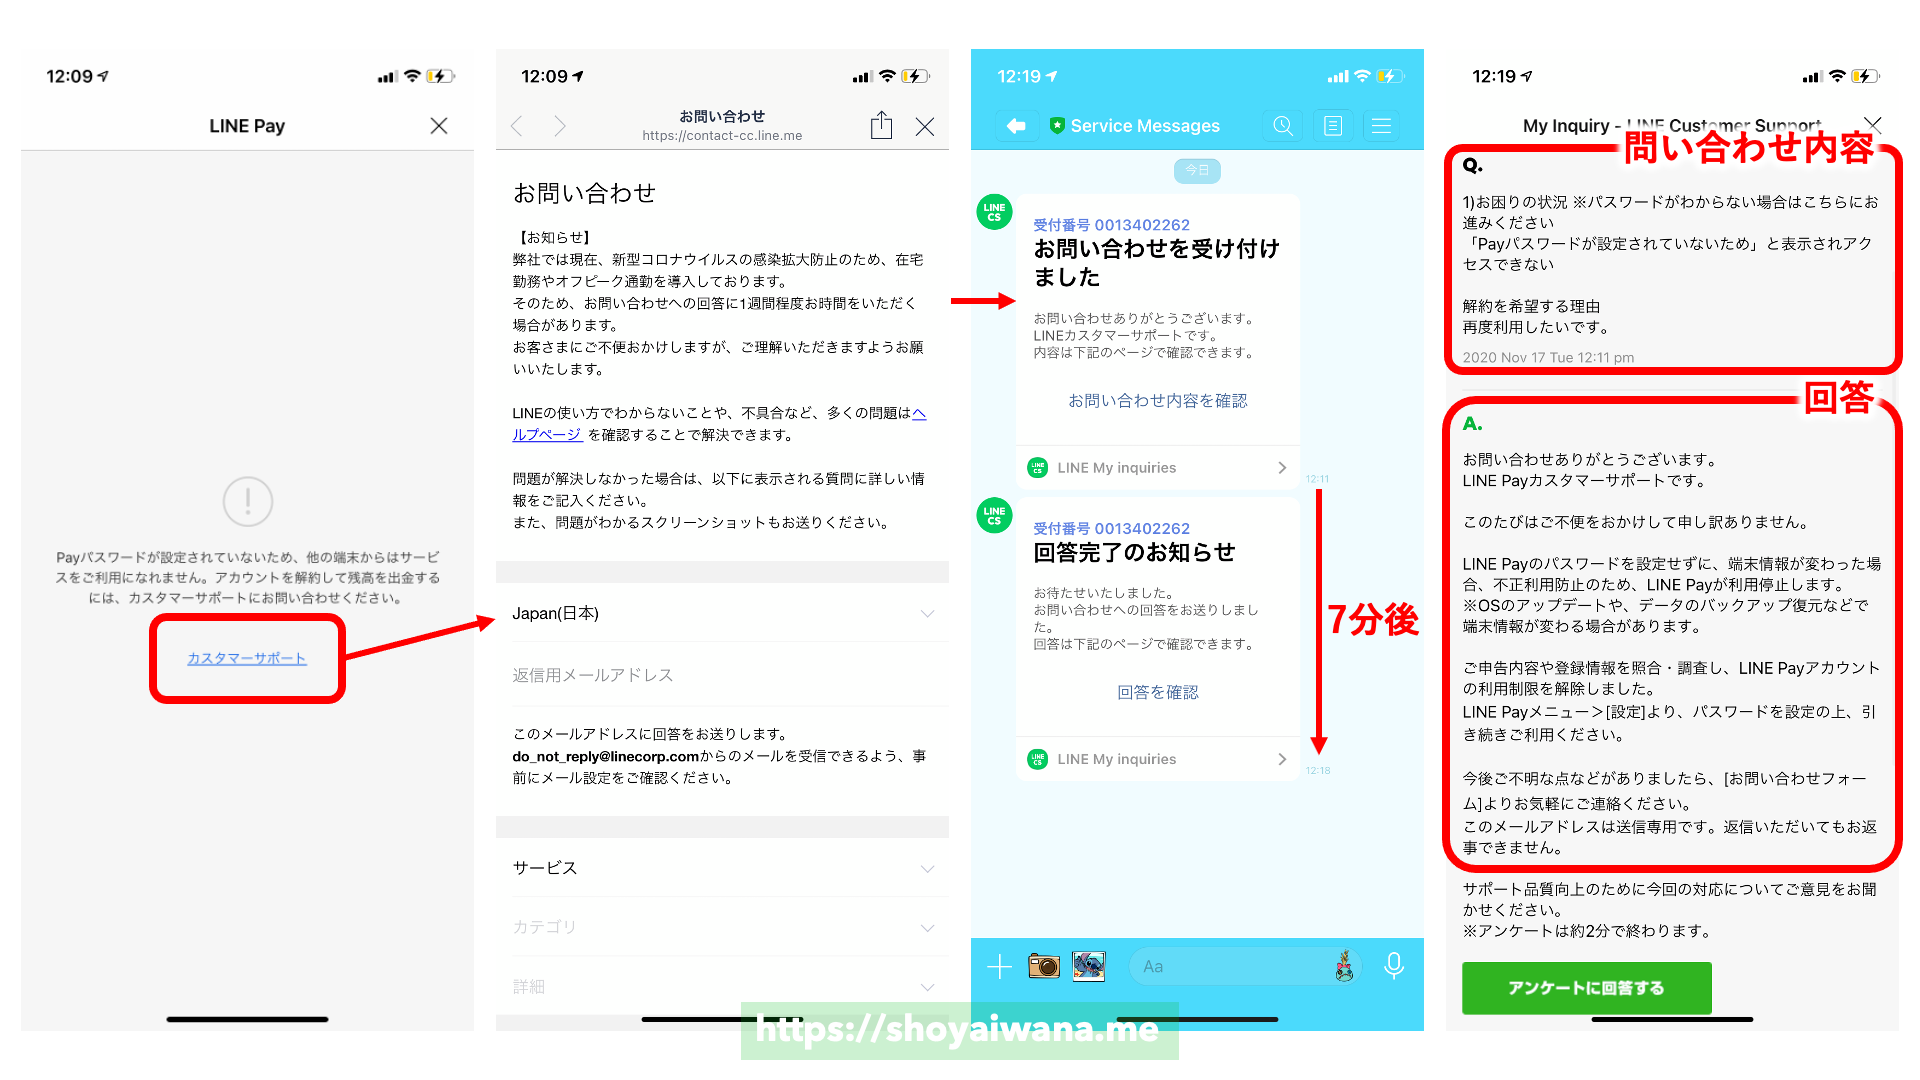 12:09
LINE Pay
Payパスワードが設定されていないため、他の端末からはサービ
スをご利用になれません。アカウントを解約して残高を出金する
には、カスタマーサポートにお問い合わせください。
カスタマーサポート
12:09
お問い合わせ
https://contact-cc.line.me
お問い合わせ
【お知らせ】
弊社では現在、新型コロナウイルスの感染拡大防止のため、在宅
勤務やオフピーク通勤を導入しております。
そのため、お問い合わせへの回答に1週間程度お時間をいただく
場合があります。
お客さまにご不便おかけしますが、ご理解いただきますようお願
いいたします。
LINEの使い方でわからないことや、不具合など、多くの問題はヘ
ルプページ を確認することで解決できます。
問題が解決しなかった場合は、以下に表示される質問に詳しい情
報をご記入ください。
また、問題がわかるスクリーンショットもお送りください。
Japan(日本)
返信用メールアドレス
このメールアドレスに回答をお送りします。
do_not_reply@linecorp.comからのメールを受信できるよう、事
前にメール設定をご確認ください。
サービス
カテゴリ
詳細
12:19
Service Messages
今日
LINE
CS
受付番号 0013402262
お問い合わせを受け付け
ました
お問い合わせありがとうございます。
LINEカスタマーサポートです。
内容は下記のページで確認できます。
お問い合わせ内容を確認
LINE
CS
LINE My inquiries
12:11
LINE
CS
受付番号 0013402262
回答完了のお知らせ
お待たせいたしました。
お問い合わせへの回答をお送りしまし
た。
回答は下記のページで確認できます。
回答を確認
LINE
CS
LINE My inquiries
12:18
7分後
Aa
12:19
My Inquiry - LINE Customer Support
問い合わせ内容
Q.
1)お困りの状況 ※パスワードがわからない場合はこちらにお
進みください
「Payパスワードが設定されていないため」と表示されアク
セスできない
解約を希望する理由
再度利用したいです。
2020 Nov 17 Tue 12:11 pm
回答
A.
お問い合わせありがとうございます。
LINE Payカスタマーサポートです。
このたびはご不便をおかけして申し訳ありません。
LINE Payのパスワードを設定せずに、端末情報が変わった場
合、不正利用防止のため、LINE Payが利用停止します。
※OSのアップデートや、データのバックアップ復元などで
端末情報が変わる場合があります。
ご申告内容や登録情報を照合・調査し、LINE Payアカウント
の利用制限を解除しました。
LINE Payメニュー＞[設定]より、パスワードを設定の上、引
き続きご利用ください。
今後ご不明な点などがありましたら、[お問い合わせフォー
ム]よりお気軽にご連絡ください。
このメールアドレスは送信専用です。返信いただいてもお返
事できません。
サポート品質向上のために今回の対応についてご意見をお聞
かせください。
※アンケートは約2分で終わります。
アンケートに回答する
https://shoyaiwana.me